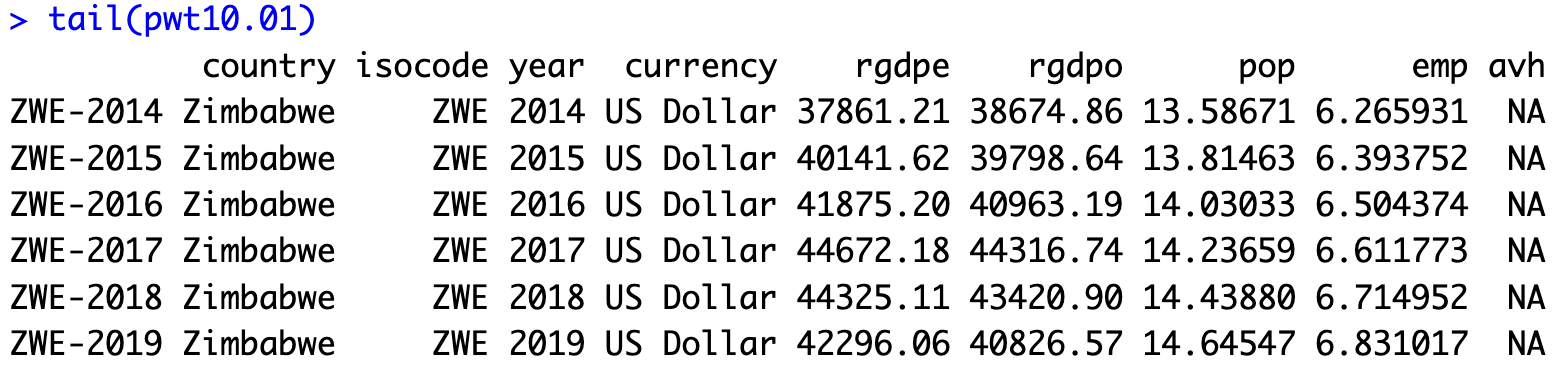 > tail(pwt10.01)
country isocode year currency rgdpe rgdpo pop emp avh
ZWE-2014 Zimbabwe ZWE 2014 US Dollar 37861.21 38674.86 13.58671 6.265931 NA
ZWE-2015 Zimbabwe ZWE 2015 US Dollar 40141.62 39798.64 13.81463 6.393752 NA
ZWE-2016 Zimbabwe ZWE 2016 US Dollar 41875.20 40963.19 14.03033 6.504374 NA
ZWE-2017 Zimbabwe ZWE 2017 US Dollar 44672.18 44316.74 14.23659 6.611773 NA
ZWE-2018 Zimbabwe ZWE 2018 US Dollar 44325.11 43420.90 14.43880 6.714952 NA
ZWE-2019 Zimbabwe ZWE 2019 US Dollar 42296.06 40826.57 14.64547 6.831017 NA